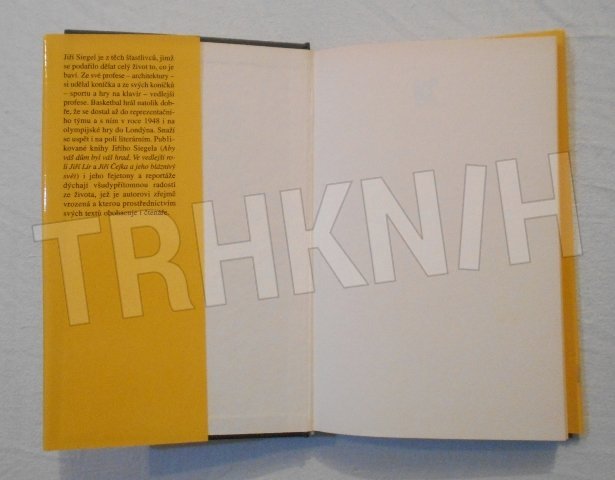 Jiří Siegel je z těch šťastlivců, jimž
se podařilo dělat celý život to, co je
baví. Ze své profese – architektury –
si udělal koníčka a ze svých koníčků
– sportu a hry na klavír – vedlejší
profese. Basketbal hrál natolik dob-
ře, že se dostal až do reprezentační-
ho týmu a s ním v roce 1948 i na
olympijské hry do Londýna. Snaží
se uspět i na poli literárním. Publi-
kované knihy Jiřího Siegela (Aby
váš dům byl váš hrad, Ve vedlejší ro-
li Jiří Lír a Jiří Čejka a jeho bláznivý
svět) i jeho fejetony a reportáže
dýchají všudypřítomnou radostí
ze života, jež je autorovi zřejmě
vrozená a kterou prostřednictvím
svých textů obohacuje i čtenáře.
TRHKNIH